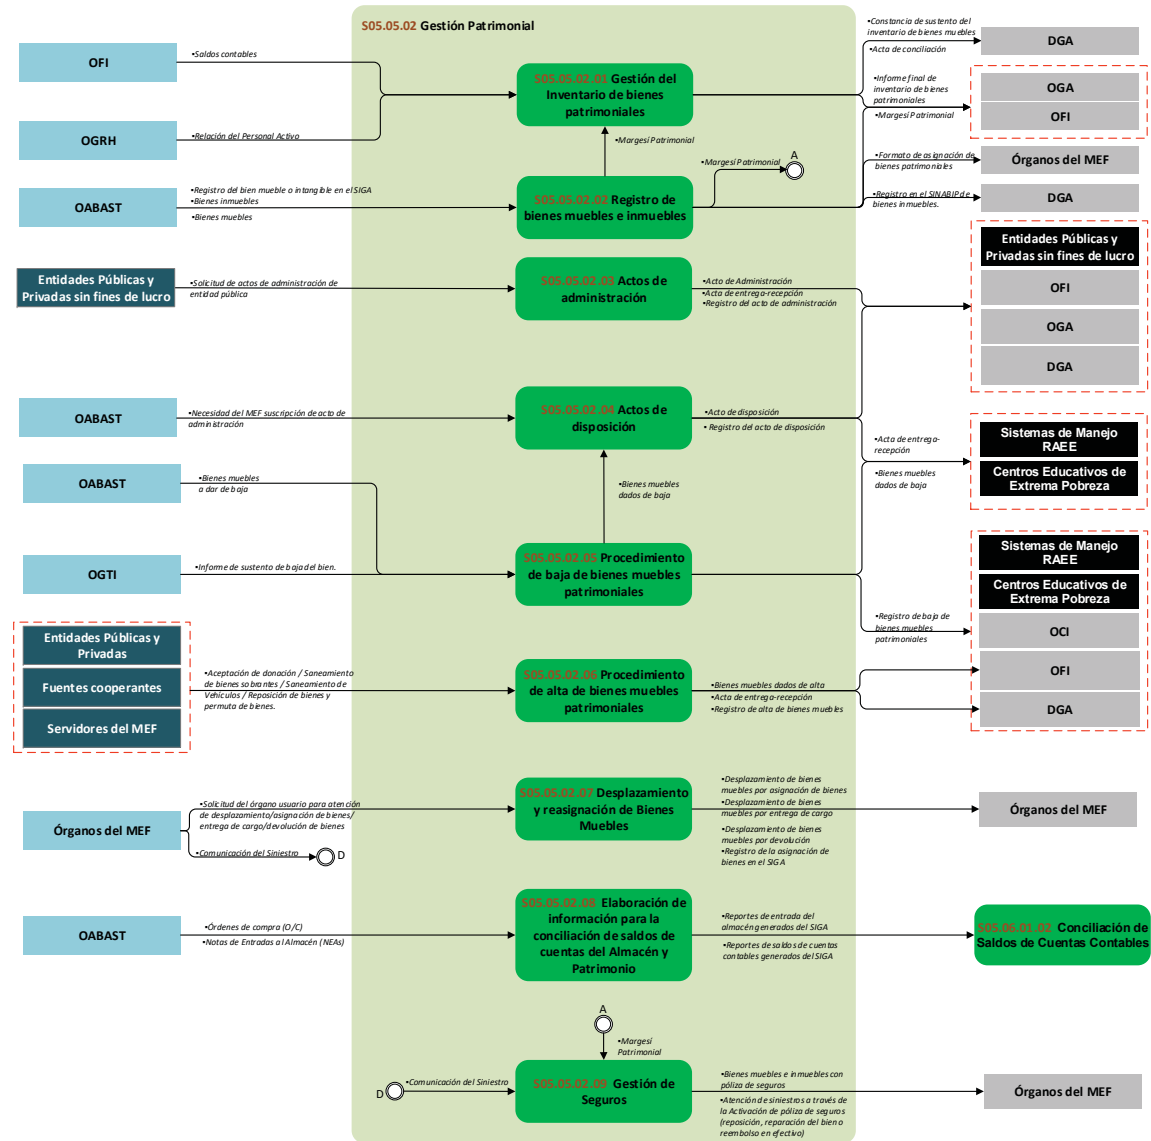 S05.05.02 Gestión Patrimonial
OFI
•Saldos contables
OGRH
•Relación del Personal Activo
S05.05.02.01 Gestión del
Inventario de bienes
patrimoniales
•Constancia de sustento del
inventario de bienes muebles
•Acta de conciliación
DGA
•Informe final de
inventario de bienes
patrimoniales
•Margesí Patrimonial
OGA
OFI
•Margesí Patrimonial
•Margesí Patrimonial
A
OABAST
•Registro del bien mueble o intangible en el SIGA
•Bienes inmuebles
•Bienes muebles
S05.05.02.02 Registro de
bienes muebles e inmuebles
•Formato de asignación de
bienes patrimoniales
Órganos del MEF
•Registro en el SINABIP de
bienes inmuebles.
DGA
Entidades Públicas y
Privadas sin fines de lucro
•Solicitud de actos de administración de
entidad pública
S05.05.02.03 Actos de
administración
•Acta de Administración
•Acta de entrega-recepción
•Registro del acto de administración
Entidades Públicas y
Privadas sin fines de lucro
OFI
OGA
DGA
OABAST
•Necesidad del MEF suscripción de acto de
administración
S05.05.02.04 Actos de
disposición
•Acto de disposición
• Registro del acto de disposición
•Acta de entrega-
recepción
•Bienes muebles
dados de baja
Sistemas de Manejo
RAEE
Centros Educativos de
Extrema Pobreza
OABAST
•Bienes muebles
a dar de baja
•Bienes muebles
dados de baja
OGTI
•Informe de sustento de baja del bien.
S05.05.02.05 Procedimiento
de baja de bienes muebles
patrimoniales
•Registro de baja de
bienes muebles
patrimoniales
Sistemas de Manejo
RAEE
Centros Educativos de
Extrema Pobreza
OCI
OFI
DGA
Entidades Públicas y
Privadas
Fuentes cooperantes
Servidores del MEF
•Aceptación de donación / Saneamiento
de bienes sobrantes / Saneamiento de
Vehículos / Reposición de bienes y
permuta de bienes.
S05.05.02.06 Procedimiento
de alta de bienes muebles
patrimoniales
•Bienes muebles dados de alta
•Acta de entrega-recepción
•Registro de alta de bienes muebles
Órganos del MEF
•Solicitud del órgano usuario para atención
de desplazamiento/asignación de bienes/
entrega de cargo/devolución de bienes
•Comunicación del Siniestro
D
S05.05.02.07 Desplazamiento
y reasignación de Bienes
Muebles
•Desplazamiento de bienes
muebles por asignación de bienes
•Desplazamiento de bienes
muebles por entrega de cargo
•Desplazamiento de bienes
muebles por devolución
•Registro de la asignación de
bienes en el SIGA
Órganos del MEF
OABAST
•Órdenes de compra (O/C)
•Notas de Entradas al Almacén (NEAs)
S05.05.02.08 Elaboración de
información para la
conciliación de saldos de
cuentas del Almacén y
Patrimonio
•Reportes de entrada del
almacén generados del SIGA
•Reportes de saldos de cuentas
contables generados del SIGA
S05.06.01.02 Conciliación de
Saldos de Cuentas Contables
A
•Margesí
Patrimonial
D
•Comunicación del Siniestro
S05.05.02.09 Gestión de
Seguros
•Bienes muebles e inmuebles con
póliza de seguros
•Atención de siniestros a través de
la Activación de póliza de seguros
(reposición, reparación del bien o
reembolso en efectivo)
Órganos del MEF